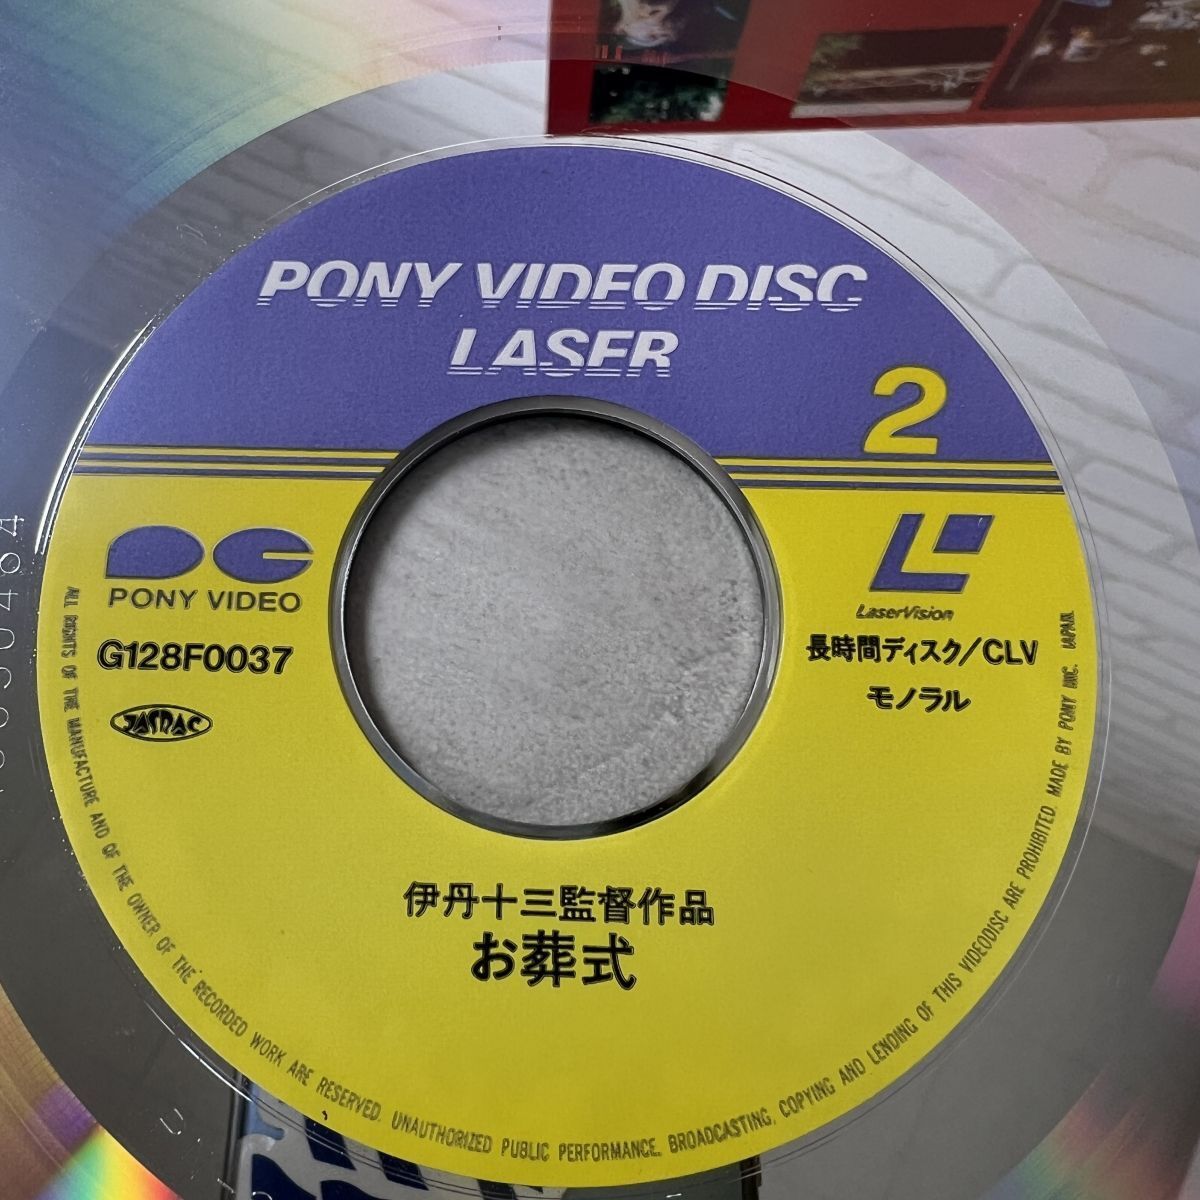 PONY VIDEO DISC
LASER
2
PONY VIDEO
G128F0037
JASRAC
LaserVision
長時間ディスク/CLV
モノラル
伊丹十三監督作品
お葬式
ALL RIGHTS OF THE MANUFACTURE AND OF THE OWNER OF THE RECORDED WORK ARE RESERVED. UNAUTHORIZED PUBLIC PERFORMANCE, BROADCASTING, COPYING AND LENDING OF THIS VIDEODISC ARE PROHIBITED. MADE BY PONY INC. JAPAN.